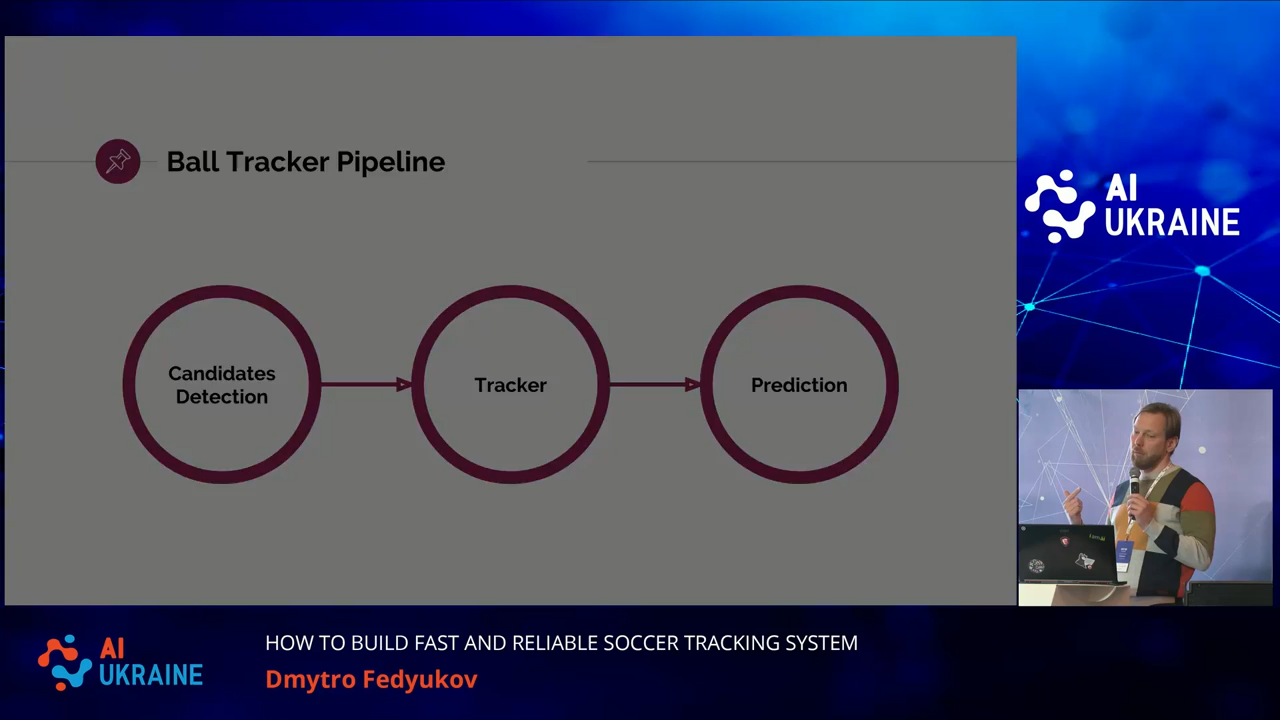 Ball Tracker Pipeline
Candidates
Detection
Tracker
Prediction
AI
UKRAINE
AI
UKRAINE
HOW TO BUILD FAST AND RELIABLE SOCCER TRACKING SYSTEM
Dmytro Fedyukov